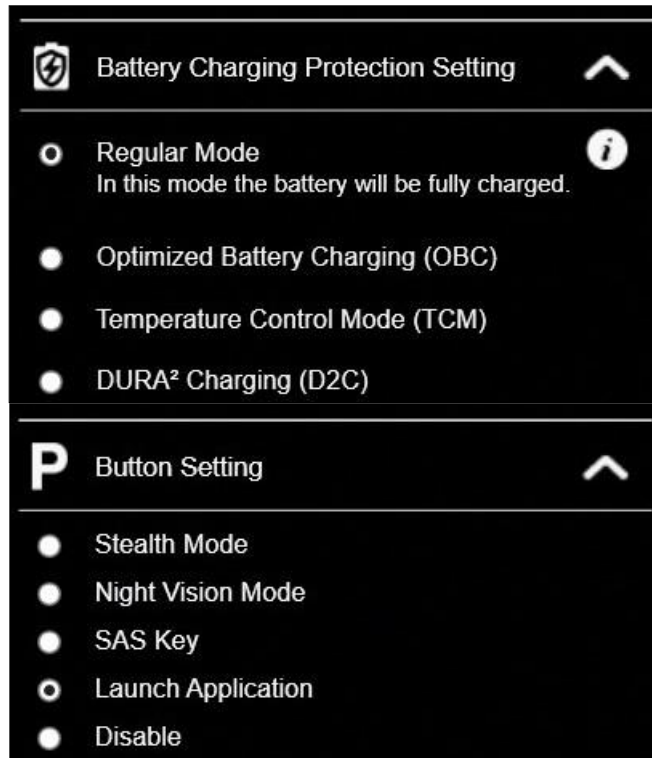 Battery Charging Protection Setting
Regular Mode
In this mode the battery will be fully charged.
Optimized Battery Charging (OBC)
Temperature Control Mode (TCM)
DURA² Charging (D2C)
P Button Setting
Stealth Mode
Night Vision Mode
SAS Key
Launch Application
Disable